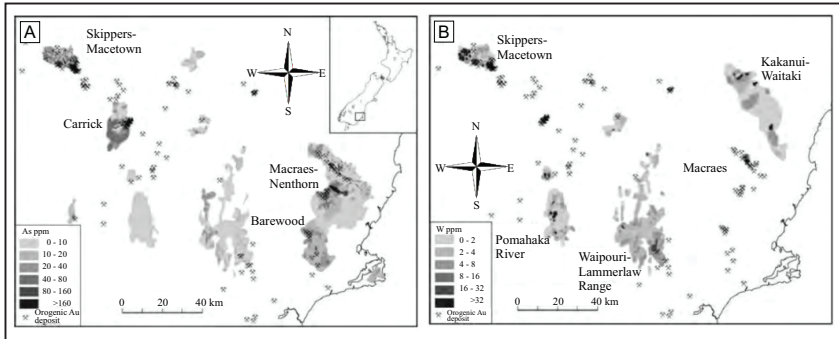 A
Skippers-
Macetown
N
W E
S
Carrick
Macraes-
Nenthorn
Barewood
As ppm
0 - 10
10 - 20
20 - 40
40 - 80
80 - 160
>160
Orogenic Au
deposit
0 20 40 km
B
Skippers-
Macetown
Kakanui-
Waitaki
N
W E
S
Macraes
Pomahaka
River
Waipouri-
Lammerlaw
Range
W ppm
0 - 2
2 - 4
4 - 8
8 - 16
16 - 32
>32
Orogenic Au
deposit
0 20 40 km